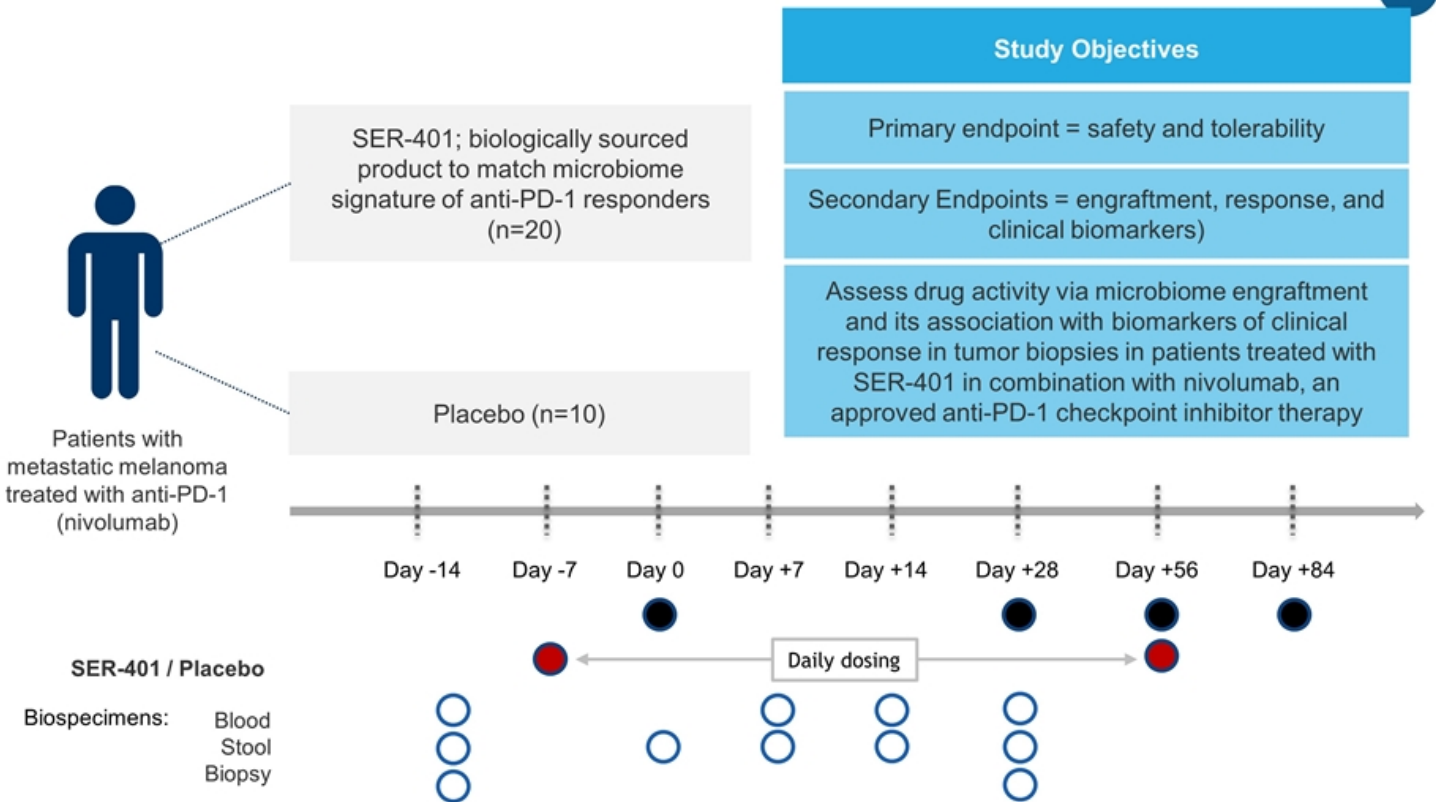 Study Objectives
Primary endpoint = safety and tolerability
Secondary Endpoints = engraftment, response, and
clinical biomarkers)
Assess drug activity via microbiome engraftment
and its association with biomarkers of clinical
response in tumor biopsies in patients treated with
SER-401 in combination with nivolumab, an
approved anti-PD-1 checkpoint inhibitor therapy
SER-401; biologically sourced
product to match microbiome
signature of anti-PD-1 responders
(n=20)
Placebo (n=10)
Patients with
metastatic melanoma
treated with anti-PD-1
(nivolumab)
Day -14 Day -7 Day 0 Day +7 Day +14 Day +28 Day +56 Day +84
SER-401 / Placebo
Daily dosing
Biospecimens: Blood
Stool
Biopsy